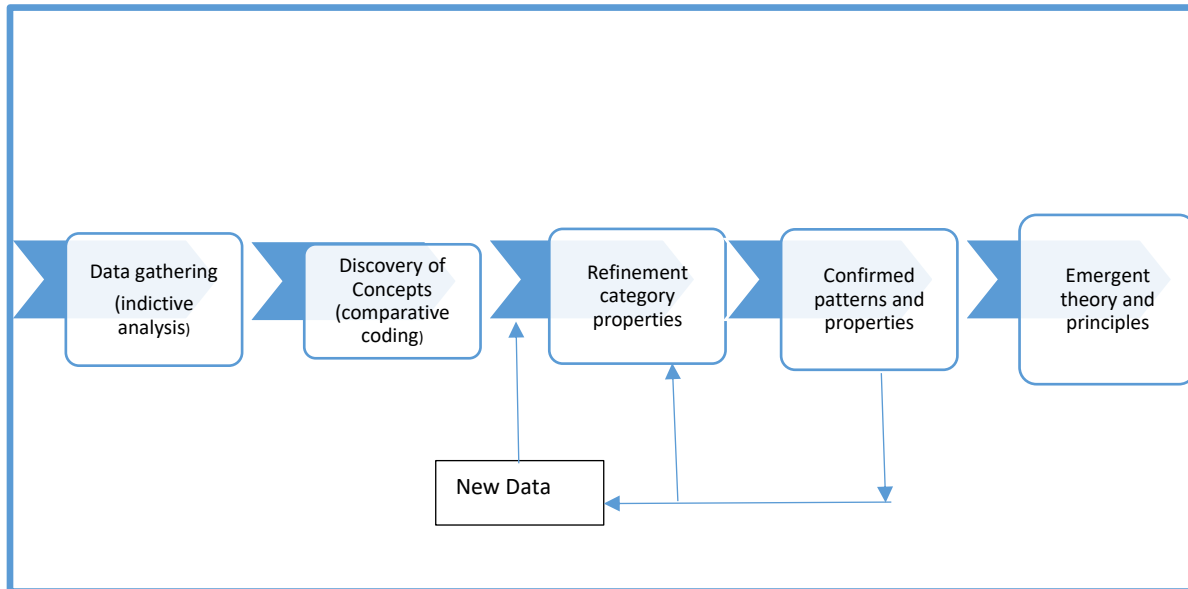 Data gathering
(indictive
analysis)
Discovery of
Concepts
(comparative
coding)
Refinement
category
properties
Confirmed
patterns and
properties
Emergent
theory and
principles
New Data